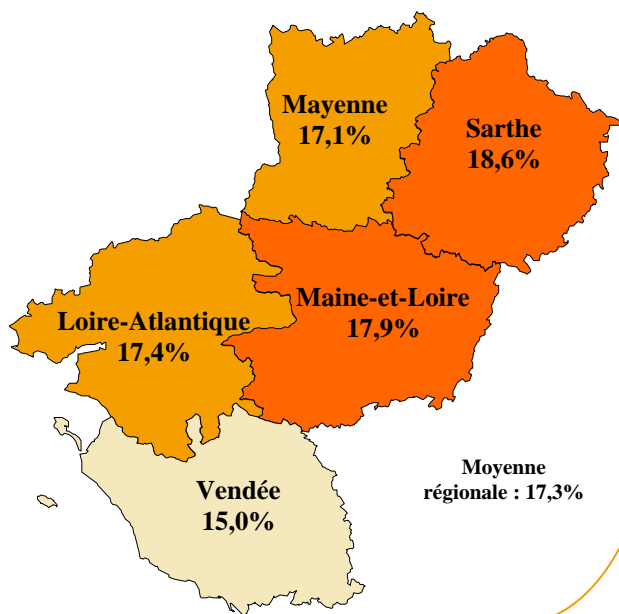 Mayenne
17,1%
Sarthe
18,6%
Maine-et-Loire
17,9%
Loire-Atlantique
17,4%
Vendée
15,0%
Moyenne
régionale : 17,3%